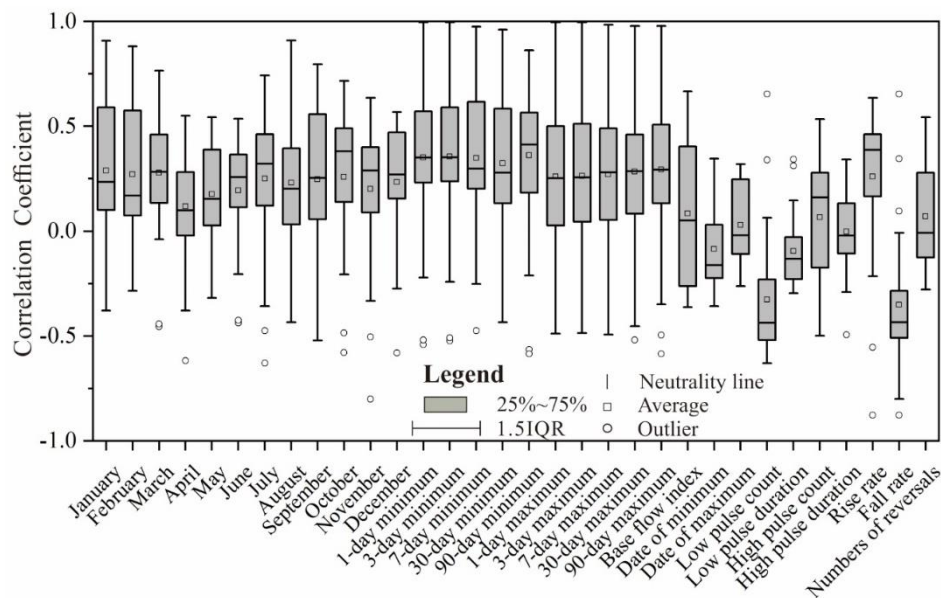 Correlation Coefficient
1.0
0.5
0.0
-0.5
-1.0
Legend
25%~75%
1.5IQR
Neutrality line
Average
Outlier
January
February
March
April
May
June
July
August
September
October
November
December
1-day minimum
3-day minimum
7-day minimum
30-day minimum
90-day minimum
1-day maximum
3-day maximum
7-day maximum
30-day maximum
90-day maximum
Base flow index
Date of minimum
Date of maximum
Low pulse count
Low pulse duration
High pulse count
High pulse duration
Rise rate
Fall rate
Numbers of reversals